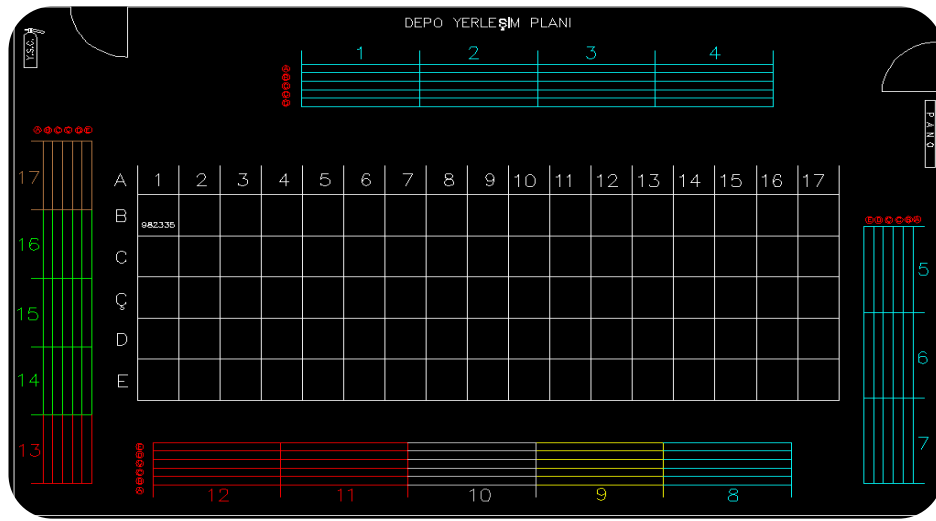 DEPO YERLEŞİM PLANI
Y.S.C.
1 2 3 4
PANO
17
16
15
14
13
A 1 2 3 4 5 6 7 8 9 10 11 12 13 14 15 16 17
B 982335
C
Ç
D
E
5
6
7
12 11 10 9 8